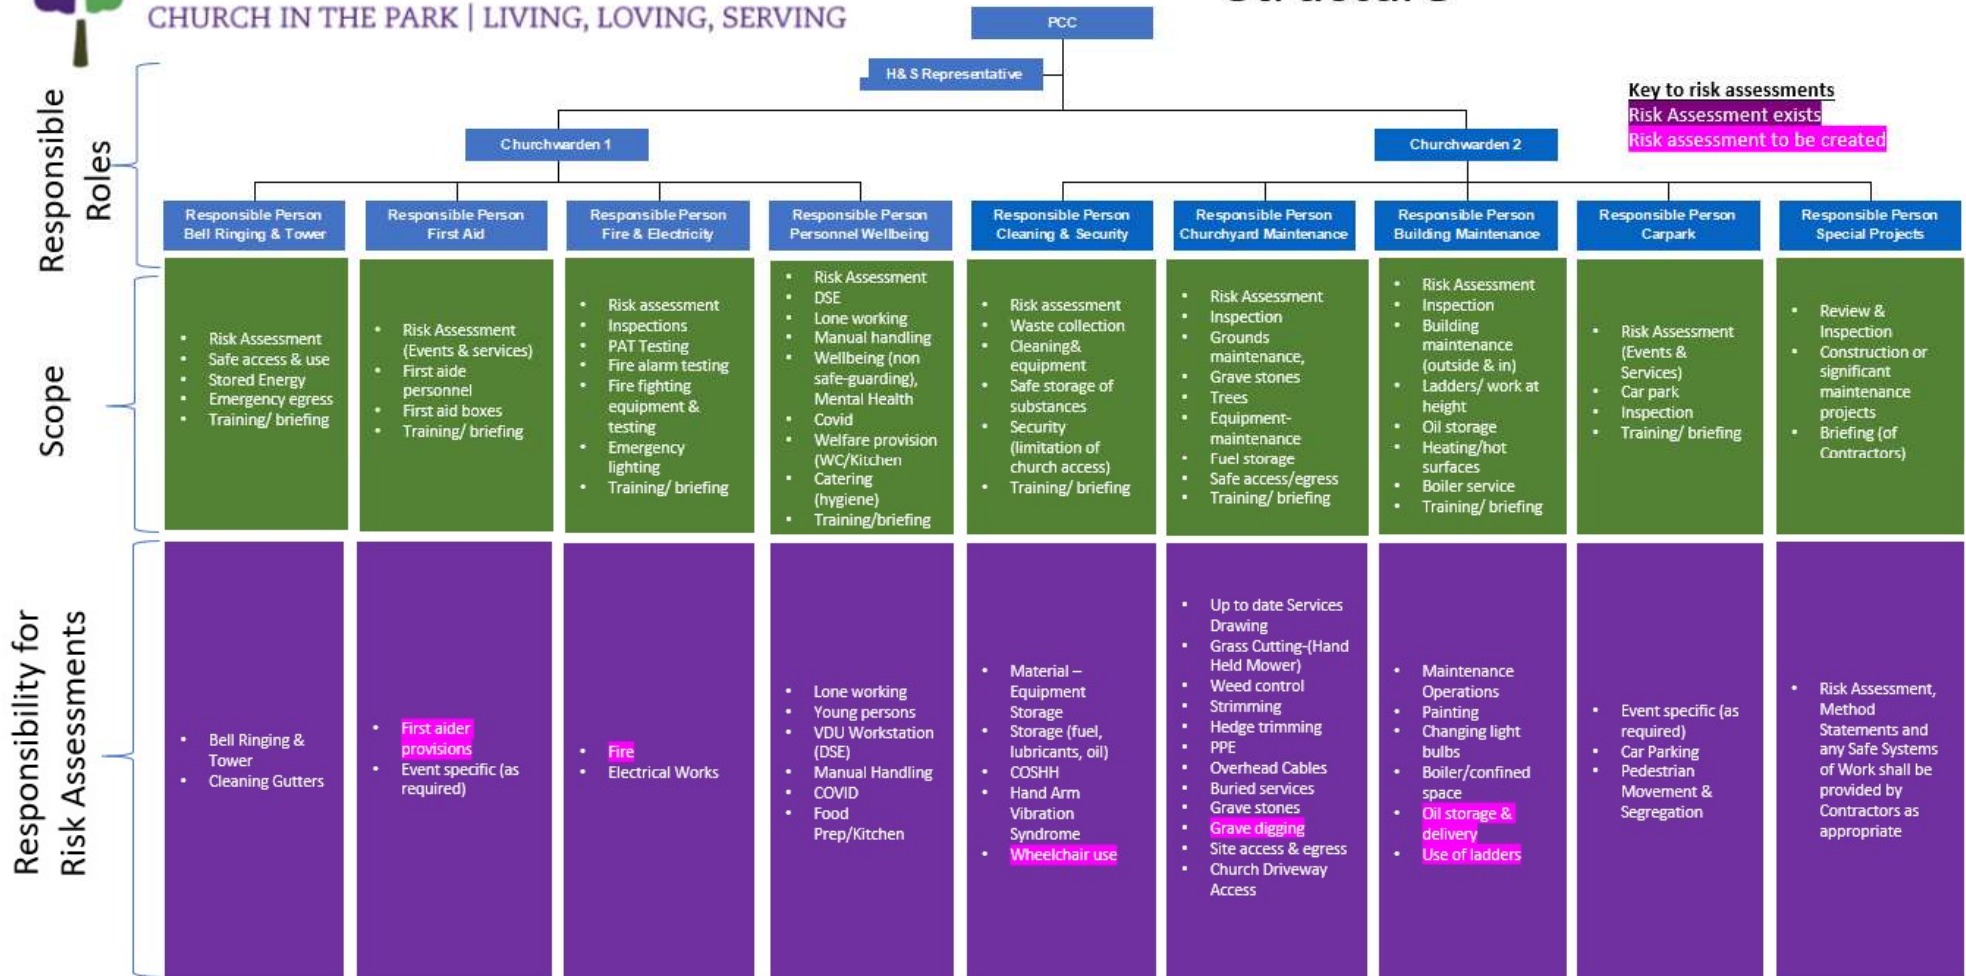 CHURCH IN THE PARK | LIVING, LOVING, SERVING
PCC
H& S Representative
Key to risk assessments
Risk Assessment exists
Risk assessment to be created
Responsible
Roles
Churchwarden 1
Churchwarden 2
Responsible Person
Bell Ringing & Tower
Responsible Person
First Aid
Responsible Person
Fire & Electricity
Responsible Person
Personnel Wellbeing
Responsible Person
Cleaning & Security
Responsible Person
Churchyard Maintenance
Responsible Person
Building Maintenance
Responsible Person
Carpark
Responsible Person
Special Projects
Scope
• Risk Assessment
• Safe access & use
• Stored Energy
• Emergency egress
• Training/ briefing
• Risk Assessment
(Events & services)
• First aide
personnel
• First aid boxes
• Training/ briefing
• Risk assessment
• Inspections
• PAT Testing
• Fire alarm testing
• Fire fighting
equipment &
testing
• Emergency
lighting
• Training/ briefing
• Risk Assessment
• DSE
• Lone working
• Manual handling
• Wellbeing (non
safe-guarding),
Mental Health
• Covid
• Welfare provision
(WC/Kitchen
• Catering
(hygiene)
• Training/briefing
• Risk assessment
• Waste collection
• Cleaning&
equipment
• Safe storage of
substances
• Security
(limitation of
church access)
• Training/ briefing
• Risk Assessment
• Inspection
• Grounds
maintenance,
• Grave stones
• Trees
• Equipment-
maintenance
• Fuel storage
• Safe access/egress
• Training/ briefing
• Risk Assessment
• Inspection
• Building
maintenance
(outside & in)
• Ladders/ work at
height
• Oil storage
• Heating/hot
surfaces
• Boiler service
• Training/ briefing
• Risk Assessment
(Events &
Services)
• Car park
• Inspection
• Training/ briefing
• Review &
Inspection
• Construction or
significant
maintenance
projects
• Briefing (of
Contractors)
Responsibility for
Risk Assessments
• Bell Ringing &
Tower
• Cleaning Gutters
• First aider
provisions
• Event specific (as
required)
• Fire
• Electrical Works
• Lone working
• Young persons
• VDU Workstation
(DSE)
• Manual Handling
• COVID
• Food
Prep/Kitchen
• Material –
Equipment
Storage
• Storage (fuel,
lubricants, oil)
• COSHH
• Hand Arm
Vibration
Syndrome
• Wheelchair use
• Up to date Services
Drawing
• Grass Cutting-(Hand
Held Mower)
• Weed control
• Strimming
• Hedge trimming
• PPE
• Overhead Cables
• Buried services
• Grave stones
• Grave digging
• Site access & egress
• Church Driveway
Access
• Maintenance
Operations
• Painting
• Changing light
bulbs
• Boiler/confined
space
• Oil storage &
delivery
• Use of ladders
• Event specific (as
required)
• Car Parking
• Pedestrian
Movement &
Segregation
• Risk Assessment,
Method
Statements and
any Safe Systems
of Work shall be
provided by
Contractors as
appropriate